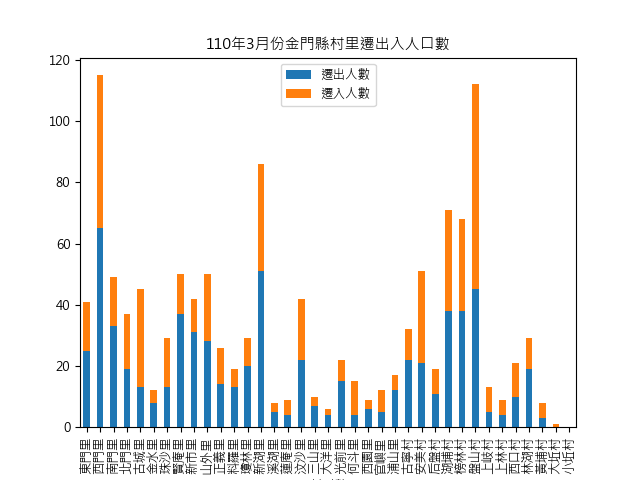 110年3月份金門縣村里遷出入人口數
遷出人數
遷入人數
120
100
80
60
40
20
0
東門里
西門里
南門里
北門里
古城里
金水里
珠沙里
賢庵里
新市里
山外里
正義里
料羅里
瓊林里
新湖里
溪湖里
蓮庵里
汶沙里
三山里
大洋里
光前里
何斗里
西園里
官嶼里
浦山里
古寧村
安美村
后盤村
湖埔村
榜林村
盤山村
上岐村
上林村
西口村
林湖村
黃埔村
大坵村
小坵村